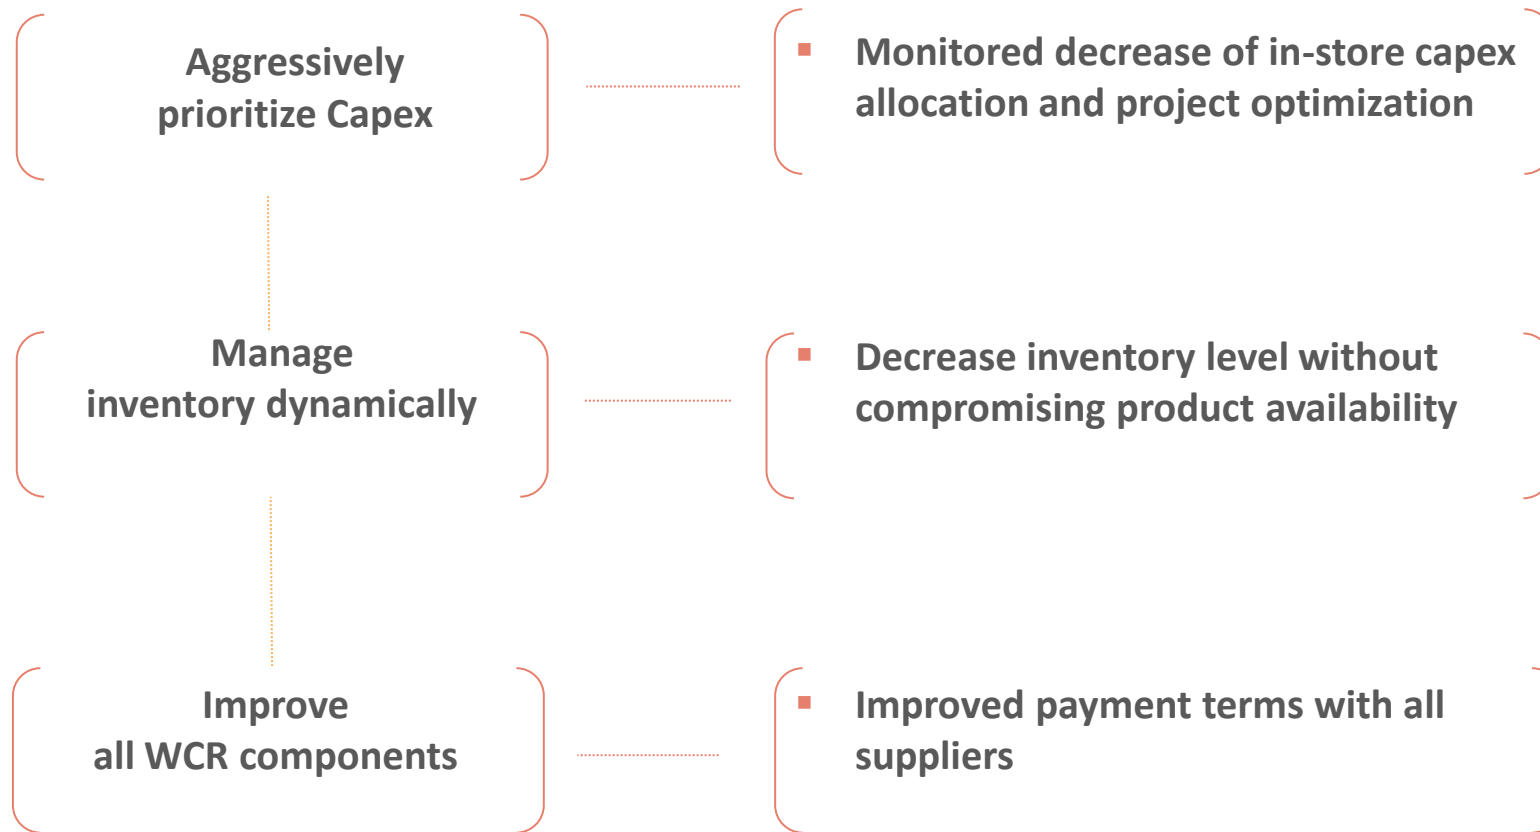 Aggressively
prioritize Capex
▪ Monitored decrease of in-store capex
allocation and project optimization
Manage
inventory dynamically
▪ Decrease inventory level without
compromising product availability
Improve
all WCR components
▪ Improved payment terms with all
suppliers